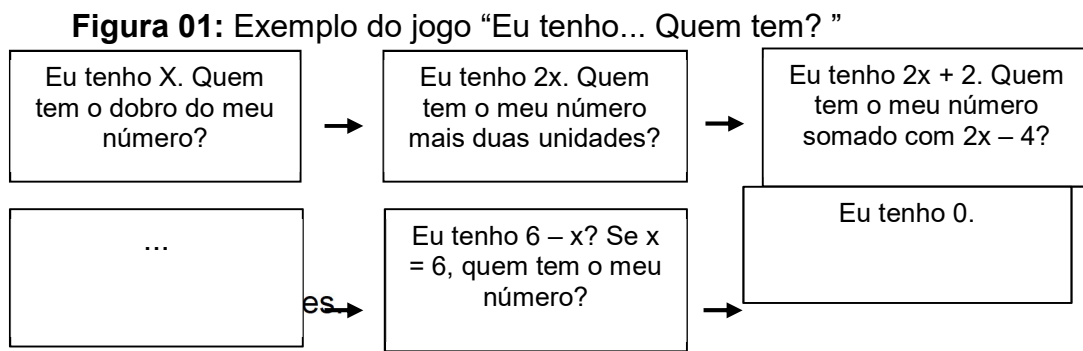 Figura 01: Exemplo do jogo “Eu tenho... Quem tem? ”
Eu tenho X. Quem
tem o dobro do meu
número?
Eu tenho 2x. Quem
tem o meu número
mais duas unidades?
Eu tenho 2x + 2. Quem
tem o meu número
somado com 2x – 4?
...
Eu tenho 6 – x? Se x
= 6, quem tem o meu
número?
Eu tenho 0.
es.